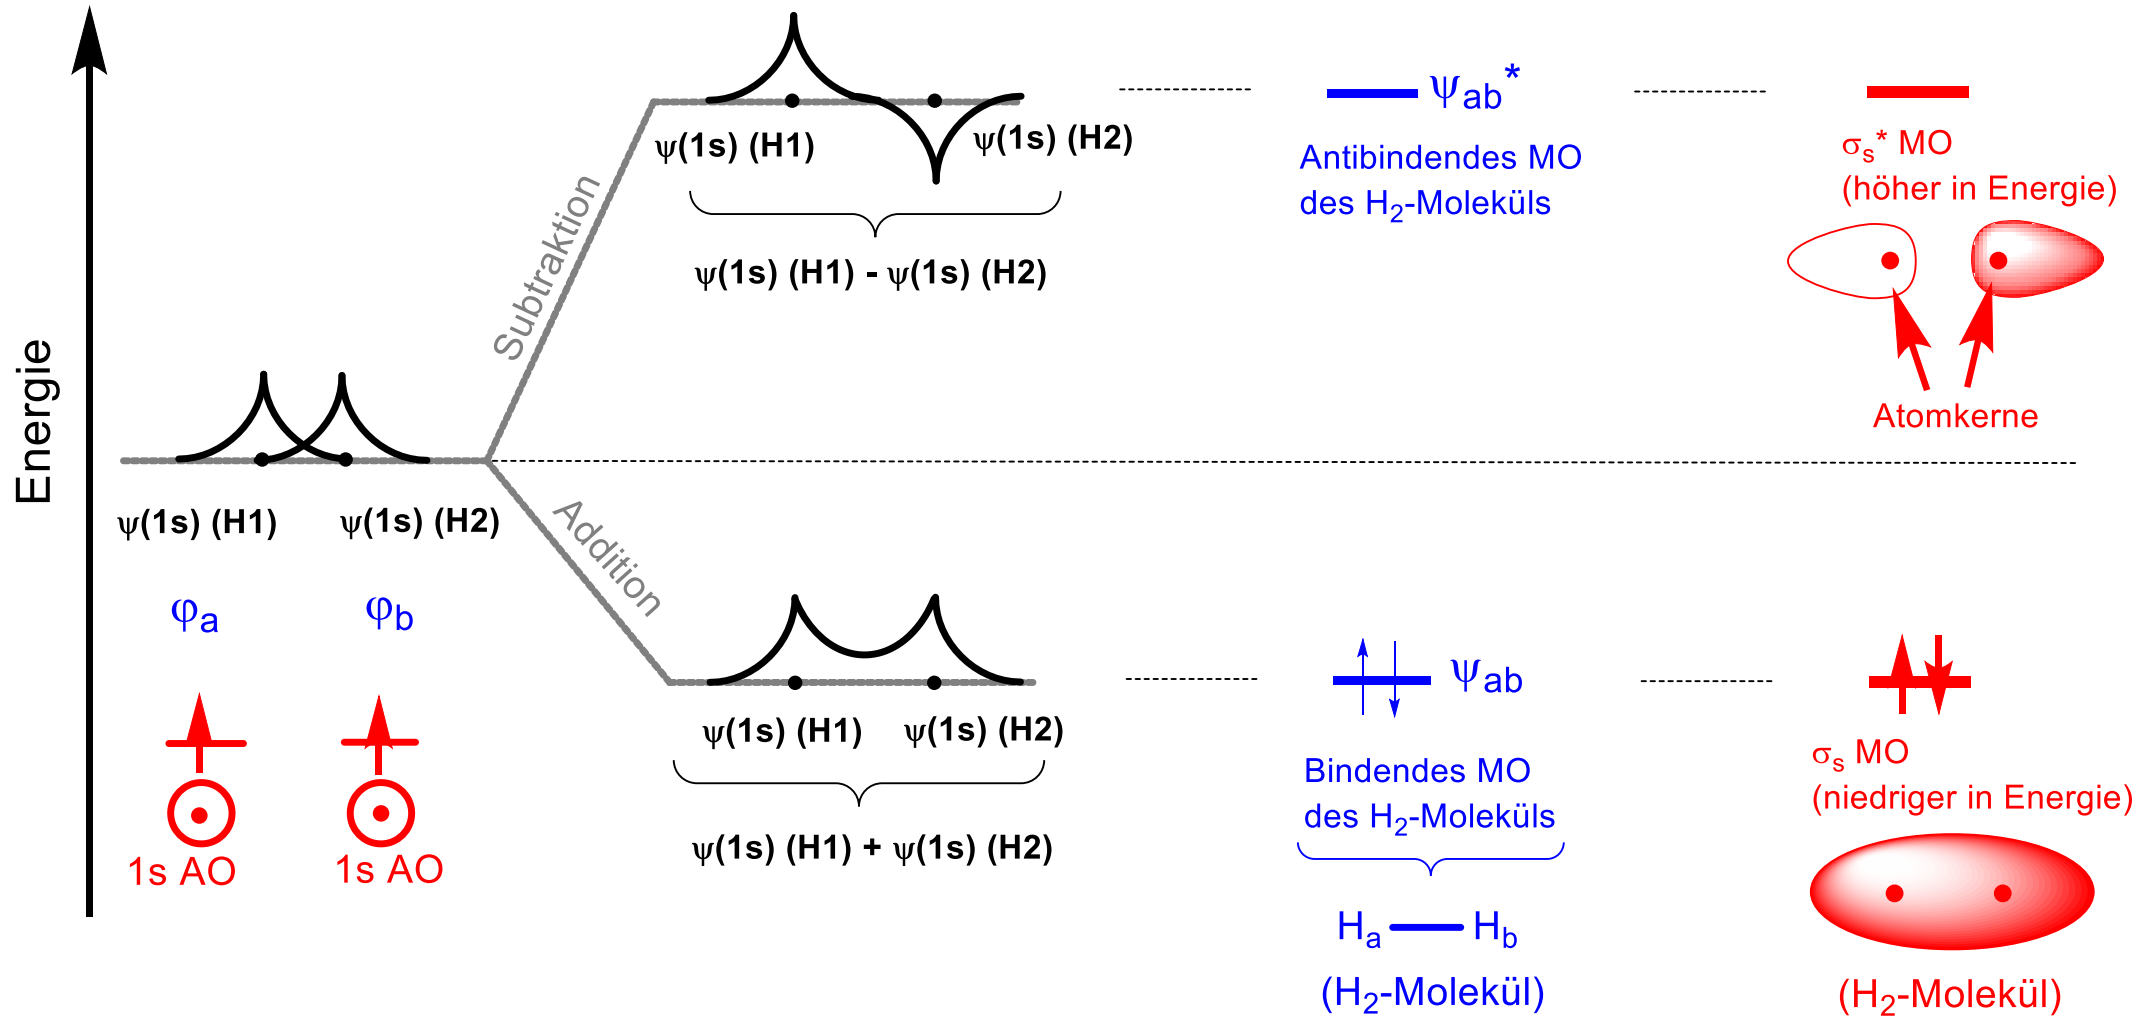 Energie
ψ(1s) (H1)
ψ(1s) (H2)
φa
φb
1s AO
1s AO
Subtraktion
Addition
ψ(1s) (H1)
ψ(1s) (H2)
ψ(1s) (H1) - ψ(1s) (H2)
ψab*
Antibindendes MO
des H2-Moleküls
σs* MO
(höher in Energie)
Atomkerne
ψ(1s) (H1)
ψ(1s) (H2)
ψ(1s) (H1) + ψ(1s) (H2)
ψab
Bindendes MO
des H2-Moleküls
Ha Hb
(H2-Molekül)
σs MO
(niedriger in Energie)
(H2-Molekül)